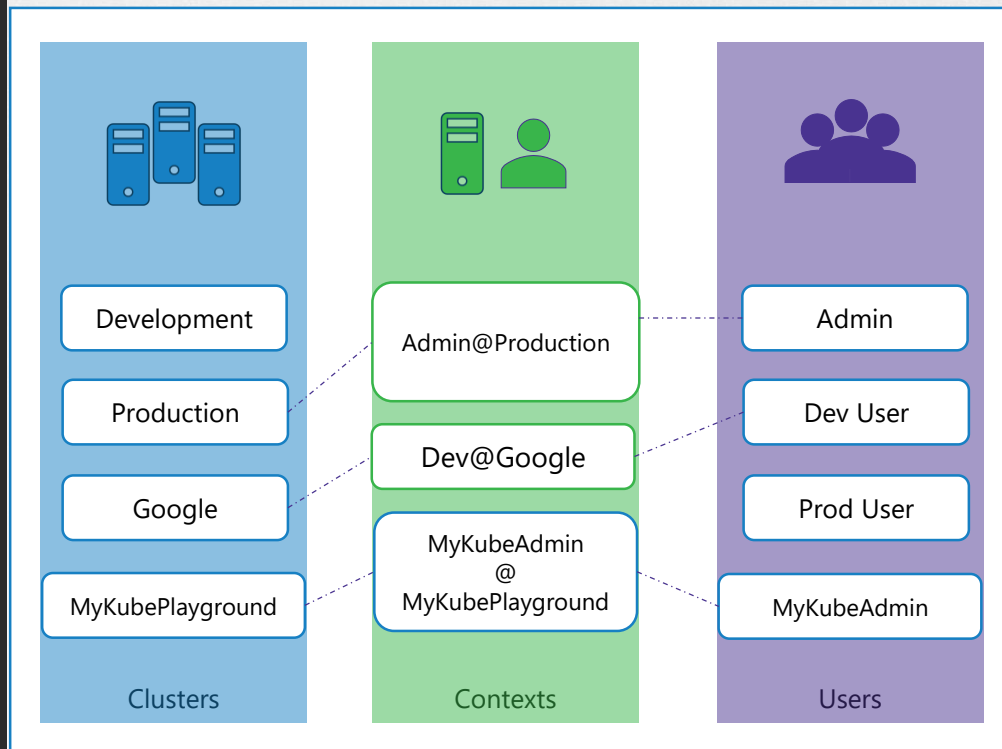 Development
Production
Google
MyKubePlayground
Clusters
Admin@Production
Dev@Google
MyKubeAdmin
@
MyKubePlayground
Contexts
Admin
Dev User
Prod User
MyKubeAdmin
Users